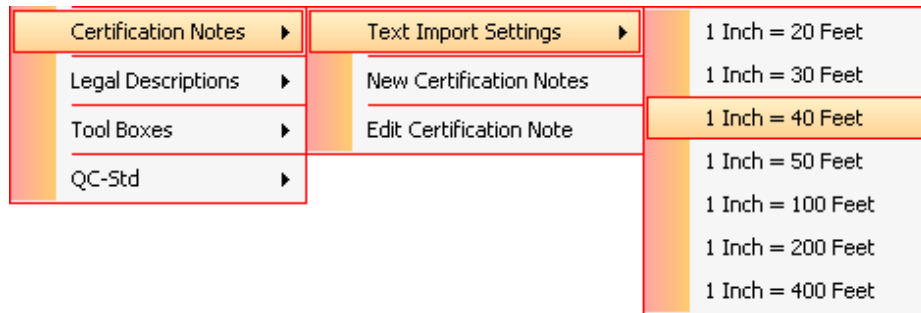 Certification Notes
Legal Descriptions
Tool Boxes
QC-Std
Text Import Settings
New Certification Notes
Edit Certification Note
1 Inch = 20 Feet
1 Inch = 30 Feet
1 Inch = 40 Feet
1 Inch = 50 Feet
1 Inch = 100 Feet
1 Inch = 200 Feet
1 Inch = 400 Feet